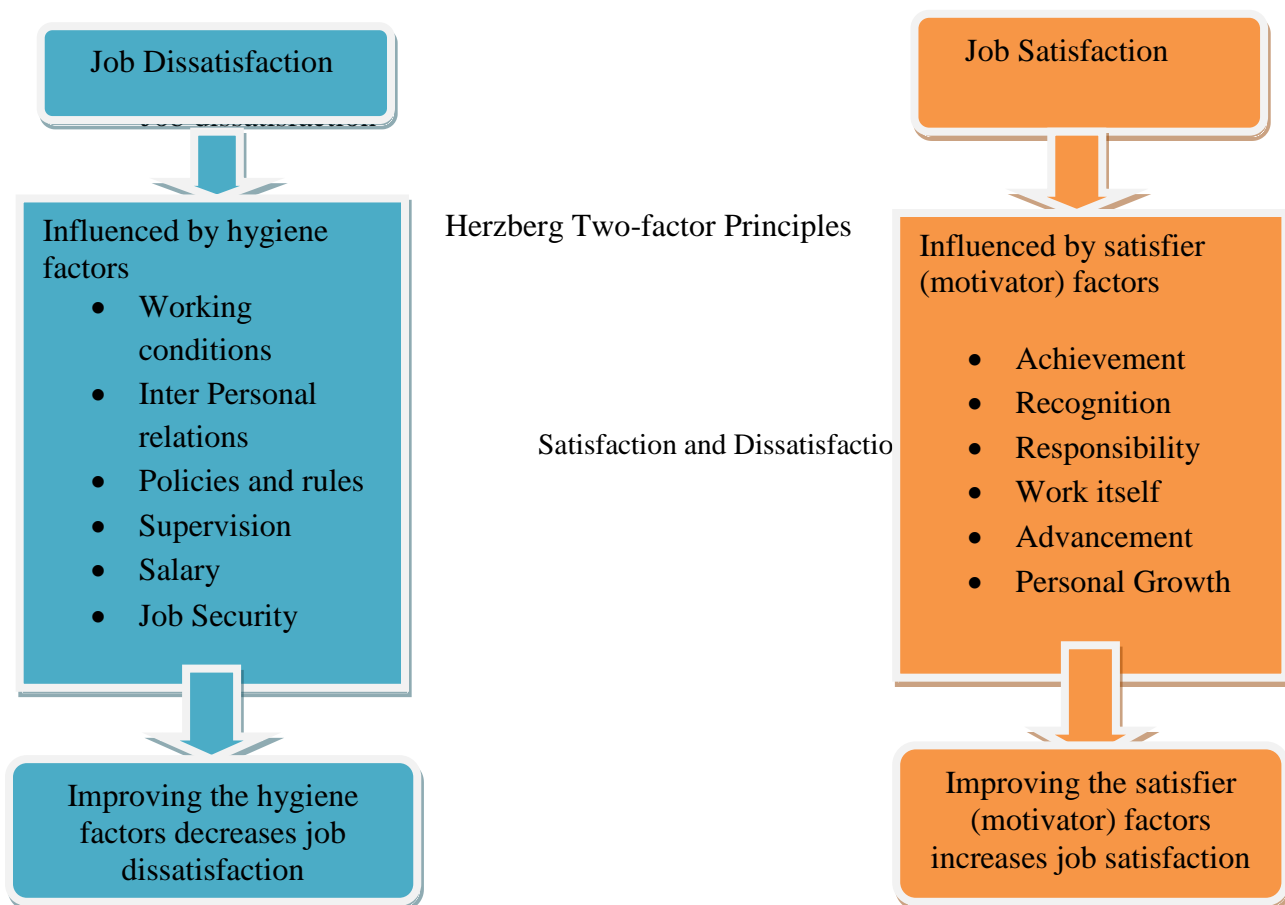 Job Dissatisfaction
Job dissatisfaction
Influenced by hygiene
factors
• Working
conditions
• Inter Personal
relations
• Policies and rules
• Supervision
• Salary
• Job Security
Improving the hygiene
factors decreases job
dissatisfaction
Herzberg Two-factor Principles
Satisfaction and Dissatisfactio
Job Satisfaction
Influenced by satisfier
(motivator) factors
• Achievement
• Recognition
• Responsibility
• Work itself
• Advancement
• Personal Growth
Improving the satisfier
(motivator) factors
increases job satisfaction